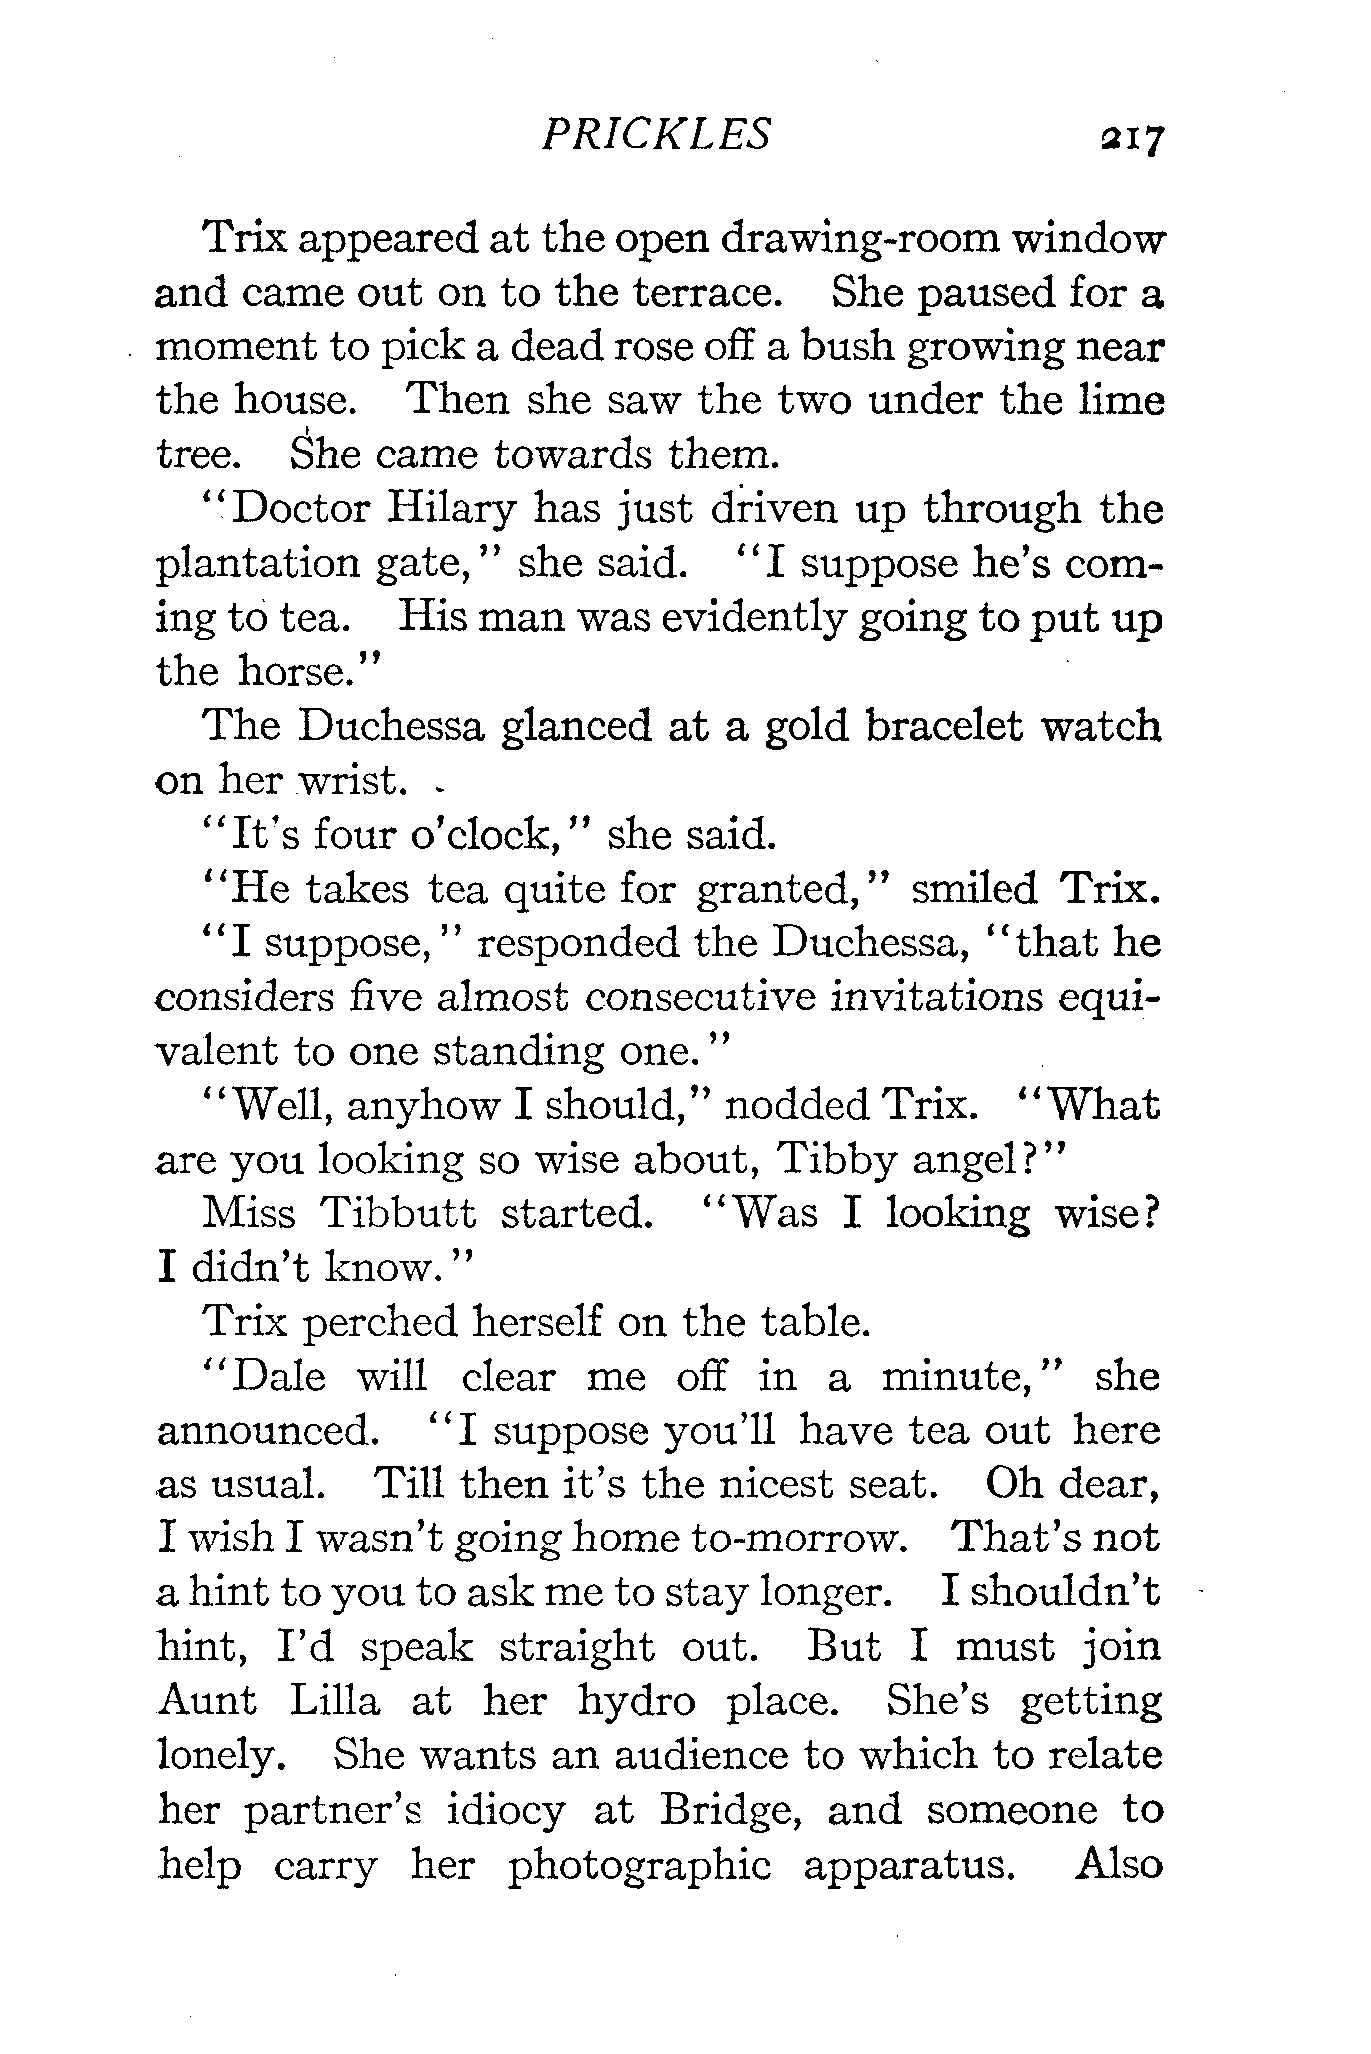 PRICKLES 217
Trix appeared at the open drawing-room window
and came out on to the terrace. She paused for a
moment to pick a dead rose off a bush growing near
the house. Then she saw the two under the lime
tree. She came towards them.
"Doctor Hilary has just driven up through the
plantation gate," she said. "I suppose he's com-
ing to tea. His man was evidently going to put up
the horse."
The Duchessa glanced at a gold bracelet watch
on her wrist.
"It's four o'clock," she said.
"He takes tea quite for granted," smiled Trix.
"I suppose," responded the Duchessa, "that he
considers five almost consecutive invitations equi-
valent to one standing one."
"Well, anyhow I should," nodded Trix. "What
are you looking so wise about, Tibby angel?"
Miss Tibbutt started. "Was I looking wise?
I didn't know."
Trix perched herself on the table.
"Dale will clear me off in a minute," she
announced. "I suppose you'll have tea out here
as usual. Till then it's the nicest seat. Oh dear,
I wish I wasn't going home to-morrow. That's not
a hint to you to ask me to stay longer. I shouldn't
hint, I'd speak straight out. But I must join
Aunt Lilla at her hydro place. She's getting
lonely. She wants an audience to which to relate
her partner's idiocy at Bridge, and someone to
help carry her photographic apparatus. Also